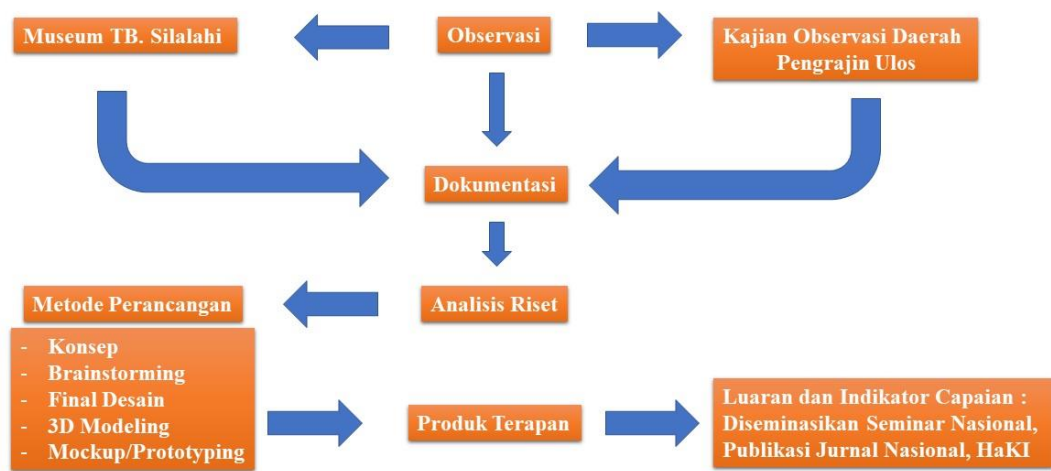 Museum TB. Silalahi
Observasi
Kajian Observasi Daerah
Pengrajin Ulos
Dokumentasi
Metode Perancangan
Analisis Riset
- Konsep
- Brainstorming
- Final Desain
- 3D Modeling
- Mockup/Prototyping
Produk Terapan
Luaran dan Indikator Capaian :
Diseminasikan Seminar Nasional,
Publikasi Jurnal Nasional, HaKI